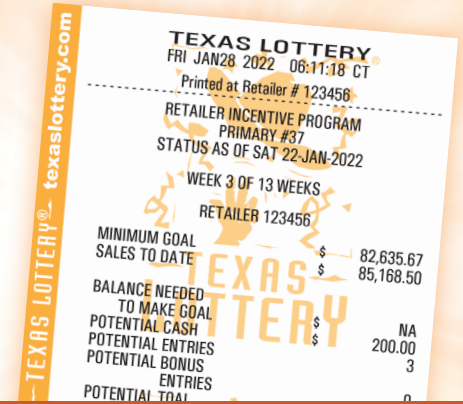 TEXAS LOTTERY®
FRI JAN28 2022 06:11:18 CT
Printed at Retailer # 123456
RETAILER INCENTIVE PROGRAM
PRIMARY #37
STATUS AS OF SAT 22-JAN-2022
WEEK 3 OF 13 WEEKS
RETAILER 123456
MINIMUM GOAL $ 82,635.67
SALES TO DATE $ 85,168.50
BALANCE NEEDED
TO MAKE GOAL $ NA
POTENTIAL CASH $ 200.00
POTENTIAL ENTRIES 3
POTENTIAL BONUS
ENTRIES 0
POTENTIAL TOAL
TEXAS LOTTERY® texaslottery.com
TEXAS
LOTTERY